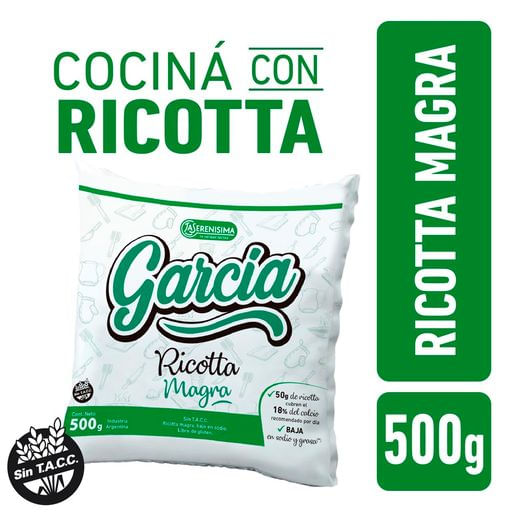 COCINÁ CON
RICOTTA
LA SERENISIMA
García
Ricotta
Magra
Cont. Neto
500g
Industria
Argentina
Sin T.A.C.C.
Ricotta magra, baja en sodio.
Libre de gluten.
50g de ricotta
cubren el
18% del calcio
recomendado por día
BAJA
en sodio y grasa
Sin T.A.C.C.
RICOTTA MAGRA
500g